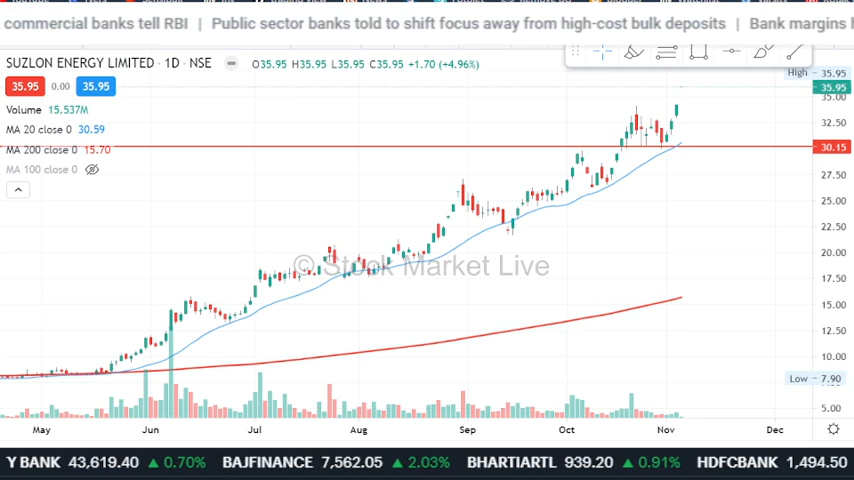 commercial banks tell RBI | Public sector banks told to shift focus away from high-cost bulk deposits | Bank margins
SUZLON ENERGY LIMITED · 1D · NSE O35.95 H35.95 L35.95 C35.95 +1.70 (+4.96%)
High 35.95
35.95 0.00 35.95
35.95
35.00
Volume 15.537M
32.50
MA 20 close 0 30.59
MA 200 close 0 15.70
30.15
MA 100 close 0
27.50
25.00
22.50
© Stock Market Live
20.00
17.50
15.00
12.50
10.00
Low 7.90
5.00
May Jun Jul Aug Sep Oct Nov Dec
Y BANK 43,619.40 ▲ 0.70% BAJFINANCE 7,562.05 ▲ 2.03% BHARTIARTL 939.20 ▲ 0.91% HDFCBANK 1,494.50